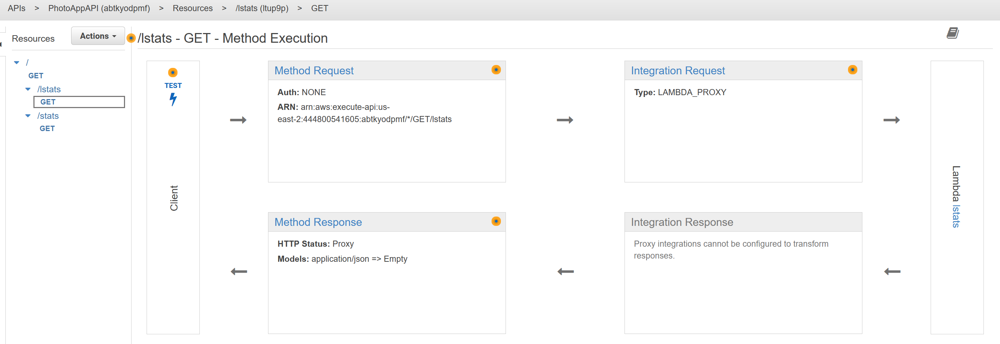 APIs > PhotoAppAPI (abtkyodpmf) > Resources > /lstats (ltup9p) > GET
Resources
Actions
/lstats - GET - Method Execution
/
GET
/lstats
GET
/stats
GET
TEST
Client
Method Request
Auth: NONE
ARN: arn:aws:execute-api:us-
east-2:444800541605:abtkyodpmf/*/GET/lstats
Integration Request
Type: LAMBDA_PROXY
Lambda lstats
Method Response
HTTP Status: Proxy
Models: application/json => Empty
Integration Response
Proxy integrations cannot be configured to transform
responses.